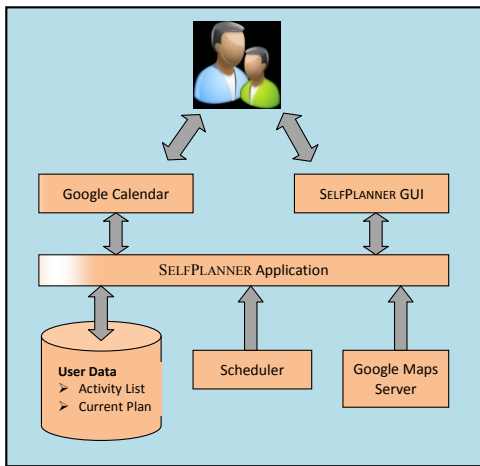 Google Calendar
SELFPLANNER GUI
SELFPLANNER Application
User Data
➢ Activity List
➢ Current Plan
Scheduler
Google Maps
Server